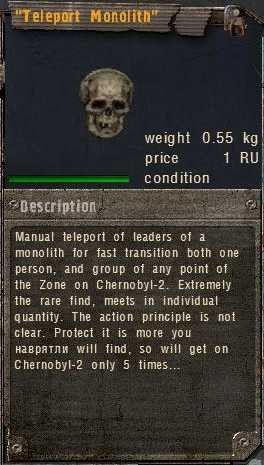 "Teleport Monolith"
weight 0.55 kg
price 1 RU
condition
Description
Manual teleport of leaders of a
monolith for fast transition both one
person, and group of any point of
the Zone on Chernobyl-2. Extremely
the rare find, meets in individual
quantity. The action principle is not
clear. Protect it is more you
наврятли will find, so will get on
Chernobyl-2 only 5 times...